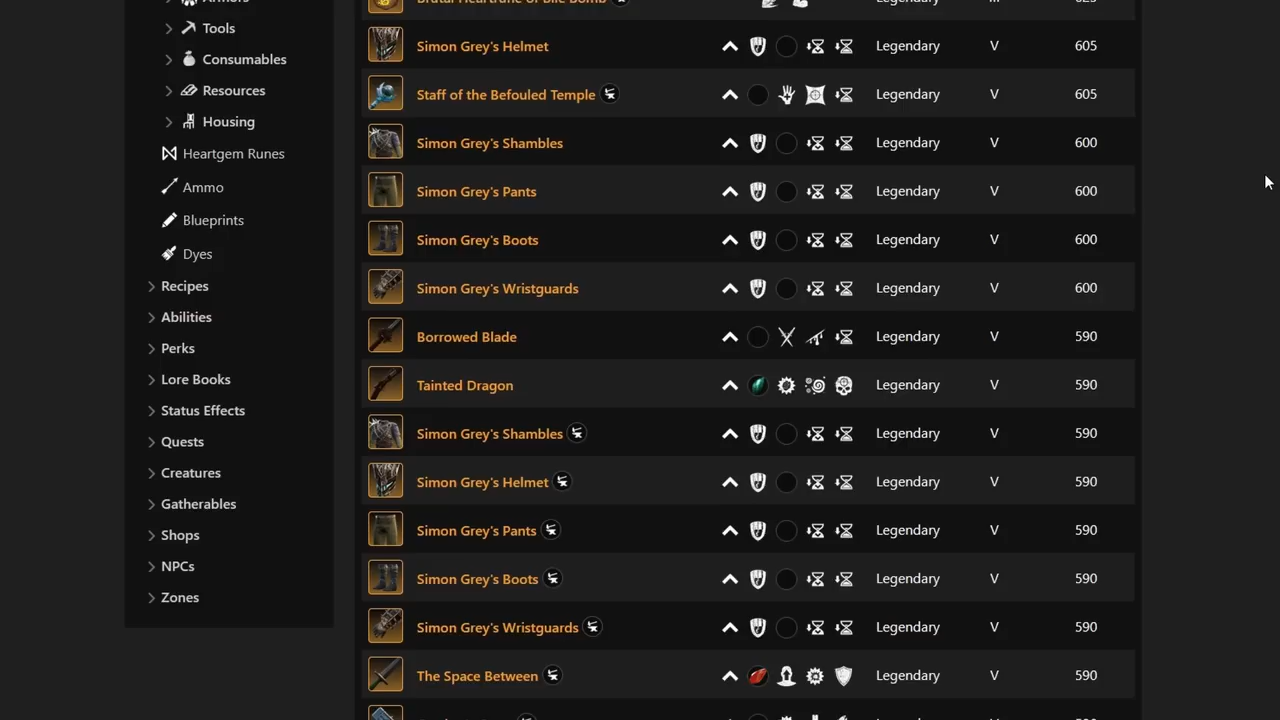 Tools
Consumables
Resources
Housing
Heartgem Runes
Ammo
Blueprints
Dyes
Recipes
Abilities
Perks
Lore Books
Status Effects
Quests
Creatures
Gatherables
Shops
NPCs
Zones
Simon Grey's Helmet Legendary V 605
Staff of the Befouled Temple Legendary V 605
Simon Grey's Shambles Legendary V 600
Simon Grey's Pants Legendary V 600
Simon Grey's Boots Legendary V 600
Simon Grey's Wristguards Legendary V 600
Borrowed Blade Legendary V 590
Tainted Dragon Legendary V 590
Simon Grey's Shambles Legendary V 590
Simon Grey's Helmet Legendary V 590
Simon Grey's Pants Legendary V 590
Simon Grey's Boots Legendary V 590
Simon Grey's Wristguards Legendary V 590
The Space Between Legendary V 590